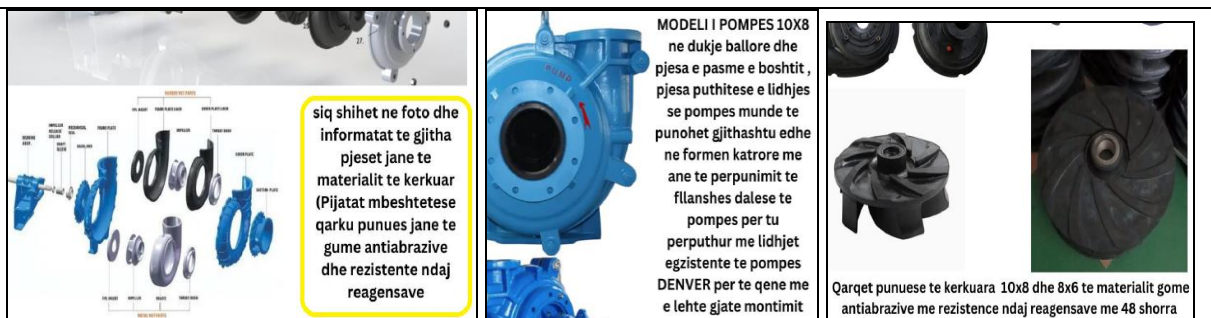 27.
siq shihet ne foto dhe
informatat te gjitha
pjeset jane te
materialit te kerkuar
(Pijatat mbeshtetese
qarku punues jane te
gume antiabrazive
dhe rezistente ndaj
reagensave
PUMP
MODELI I POMPES 10X8
ne dukje ballore dhe
pjesa e pasme e boshtit ,
pjesa puthitese e lidhjes
se pompes munde te
punohet gjithashtu edhe
ne formen katrore me
ane te perpunimit te
fllanshes dalese te
pompes per tu
perputhur me lidhjet
egzistente te pompes
DENVER per te qene me
e lehte gjate montimit
Qarqet punuese te kerkuara 10x8 dhe 8x6 te materialit gome
antiabrazive me rezistence ndaj reagensave me 48 shorra